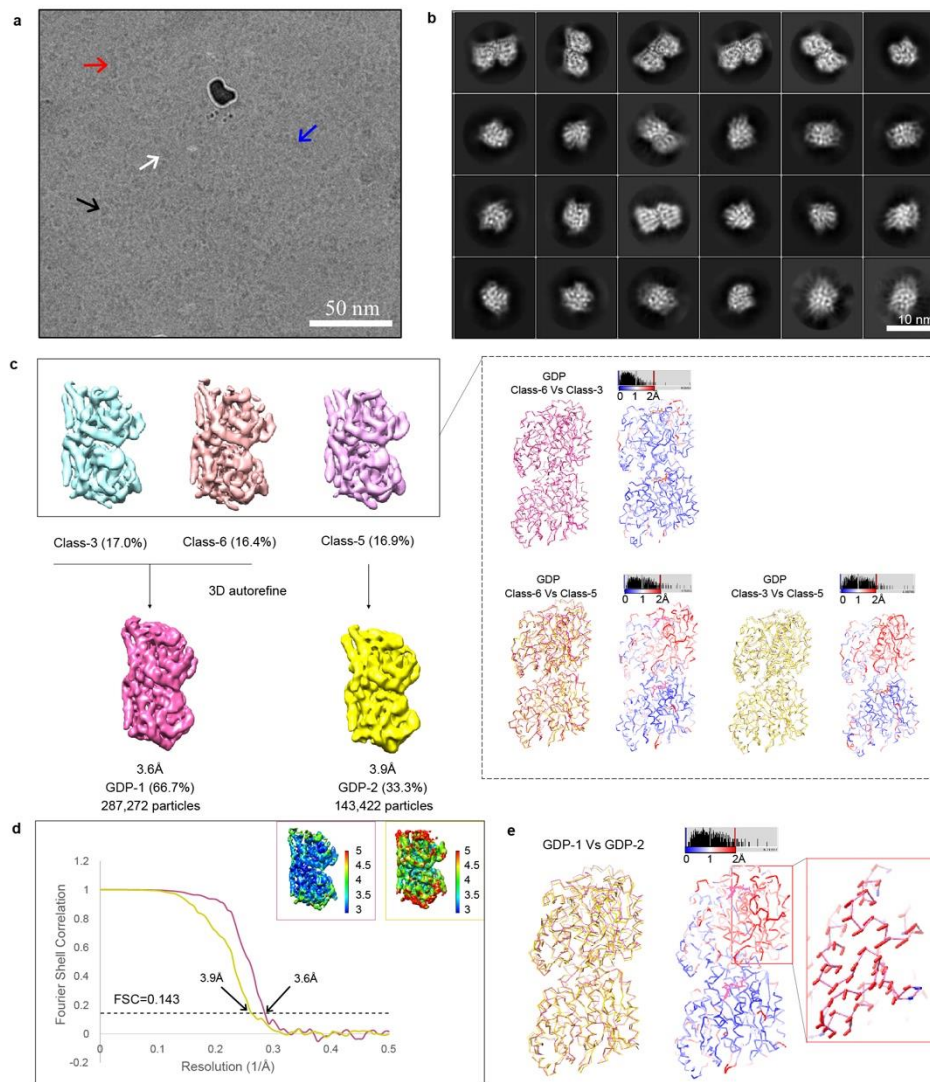 a
50 nm
b
10 nm
c
Class-3 (17.0%)
Class-6 (16.4%)
Class-5 (16.9%)
3D autorefine
3.6Å
GDP-1 (66.7%)
287,272 particles
3.9Å
GDP-2 (33.3%)
143,422 particles
GDP
Class-6 Vs Class-3
0 1 2Å
GDP
Class-6 Vs Class-5
0 1 2Å
GDP
Class-3 Vs Class-5
0 1 2Å
d
Fourier Shell Correlation
1.2
1
0.8
0.6
0.4
0.2
0
-0.2
FSC=0.143
3.9Å
3.6Å
5
4.5
4
3.5
3
5
4.5
4
3.5
3
0 0.1 0.2 0.3 0.4 0.5
Resolution (1/Å)
e
GDP-1 Vs GDP-2
0 1 2Å